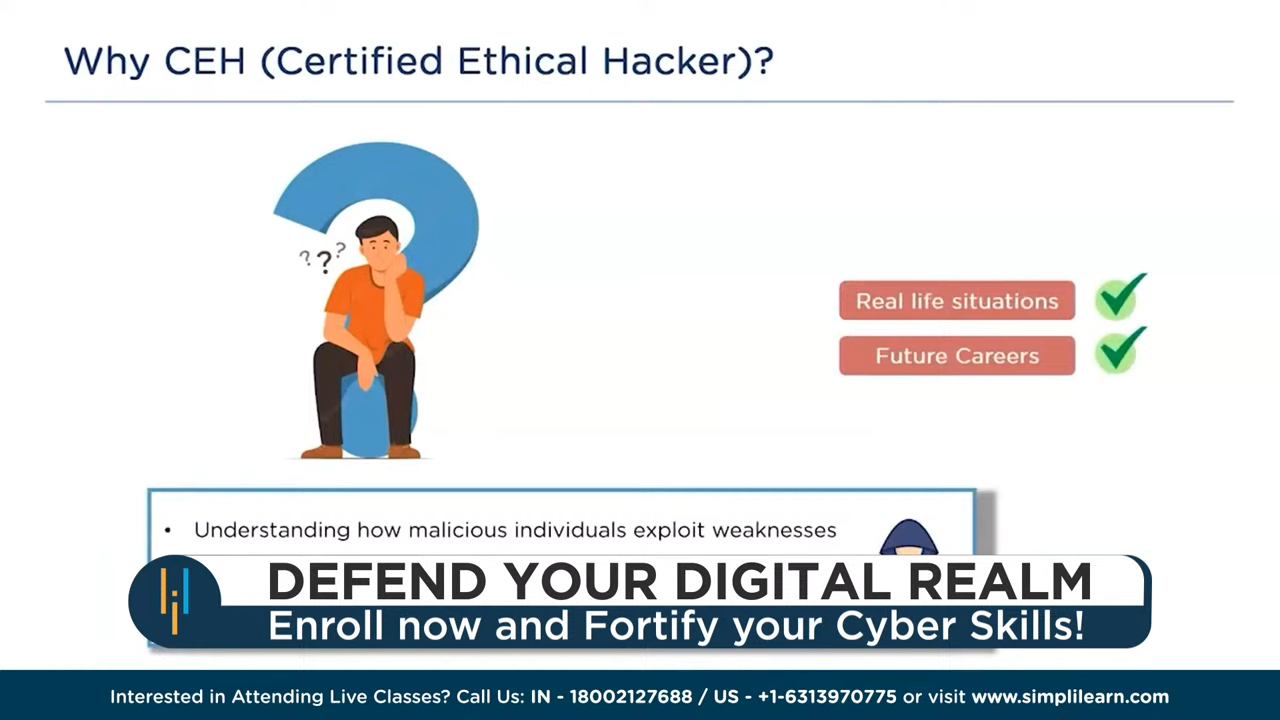 Why CEH (Certified Ethical Hacker)?
? ? ?
Real life situations
Future Careers
• Understanding how malicious individuals exploit weaknesses
DEFEND YOUR DIGITAL REALM
Enroll now and Fortify your Cyber Skills!
Interested in Attending Live Classes? Call Us: IN - 18002127688 / US - +1-6313970775 or visit www.simplilearn.com